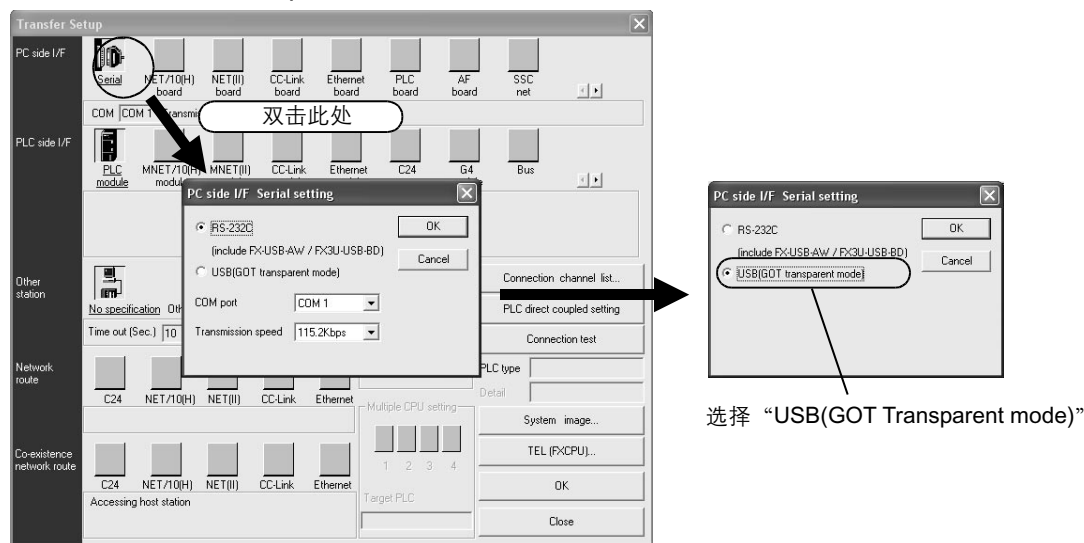 Transfer Setup
PC side I/F
Serial
NET/10(H) board
NET(II) board
CC-Link board
Ethernet board
PLC board
AF board
SSC net
COM
COM 1
双击此处
PLC side I/F
PLC module
MNET/10(H)
MNET(II)
CC-Link
Ethernet
C24
G4
Bus
PC side I/F Serial setting
RS-232C
(include FX-USB-AW / FX3U-USB-BD)
USB(GOT transparent mode)
COM port
COM 1
Transmission speed
115.2Kbps
OK
Cancel
Other station
No specification
Time out (Sec.)
10
Connection channel list...
PLC direct coupled setting
Connection test
PLC type
Detail
System image...
TEL (FXCPU)...
OK
Close
Network route
C24
NET/10(H)
NET(II)
CC-Link
Ethernet
Multiple CPU setting
1 2 3 4
Target PLC
Co-existence network route
C24
NET/10(H)
NET(II)
CC-Link
Ethernet
Accessing host station
PC side I/F Serial setting
RS-232C
(include FX-USB-AW / FX3U-USB-BD)
USB(GOT transparent mode)
OK
Cancel
选择“USB(GOT Transparent mode)”